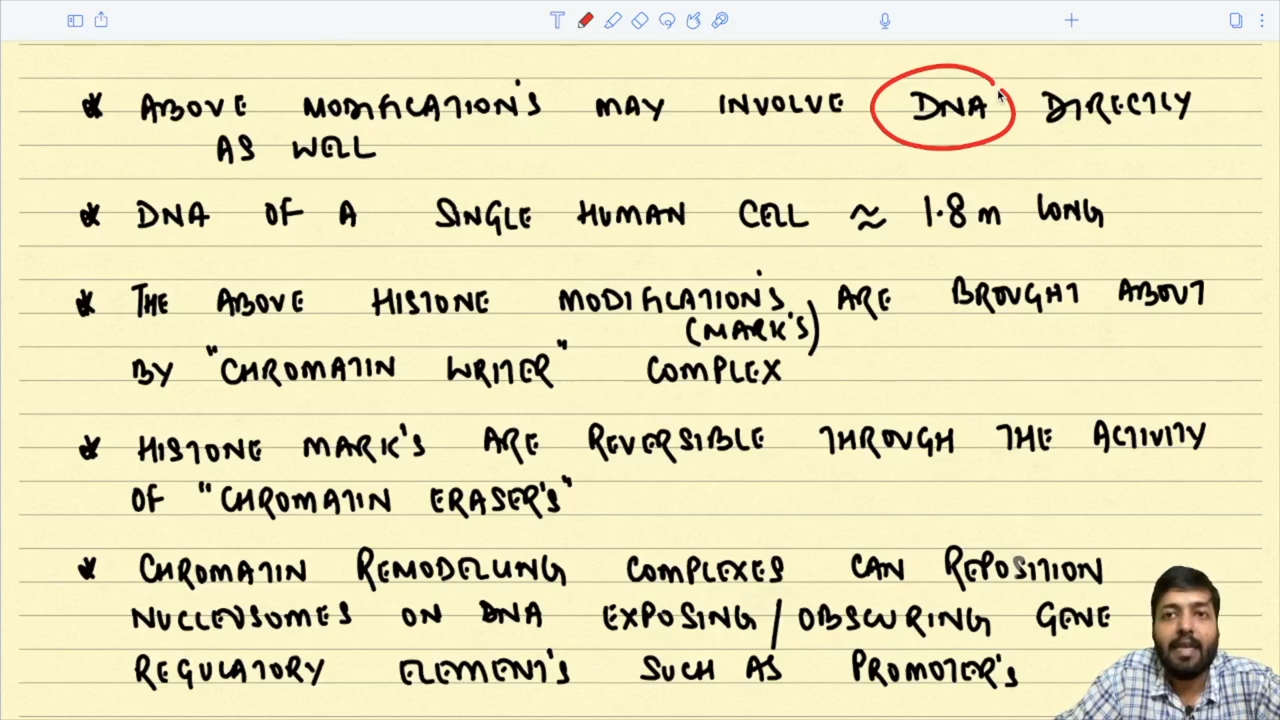 * ABOVE MODIFICATION'S MAY INVOLVE DNA DIRECTLY
AS WELL
* DNA OF A SINGLE HUMAN CELL ≈ 1.8 m LONG
* THE ABOVE HISTONE MODIFICATION'S ARE BROUGHT ABOUT
(MARK'S)
BY "CHROMATIN WRITER" COMPLEX
* HISTONE MARK'S ARE REVERSIBLE THROUGH THE ACTIVITY
OF "CHROMATIN ERASER'S"
* CHROMATIN REMODELLING COMPLEXES CAN REPOSITION
NUCLEOSOMES ON DNA EXPOSING / OBSCURING GENE
REGULATORY ELEMENT'S SUCH AS PROMOTER'S